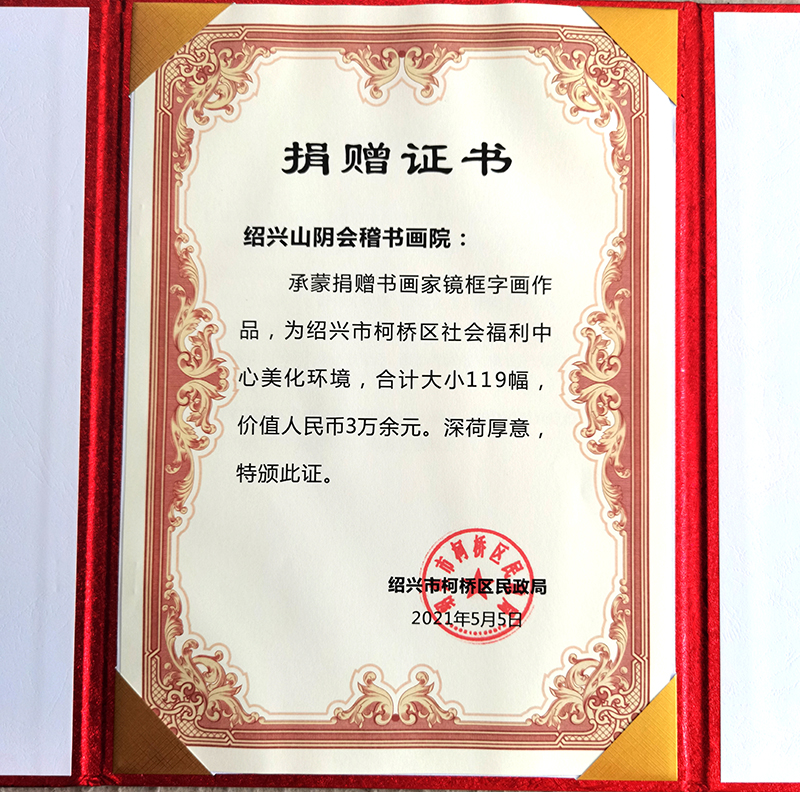 捐赠证书
绍兴山阴会稽书画院：
承蒙捐赠书画家镜框字画作
品，为绍兴市柯桥区社会福利中
心美化环境，合计大小119幅，
价值人民币3万余元。深荷厚意，
特颁此证。
绍兴市柯桥区民政局
2021年5月5日